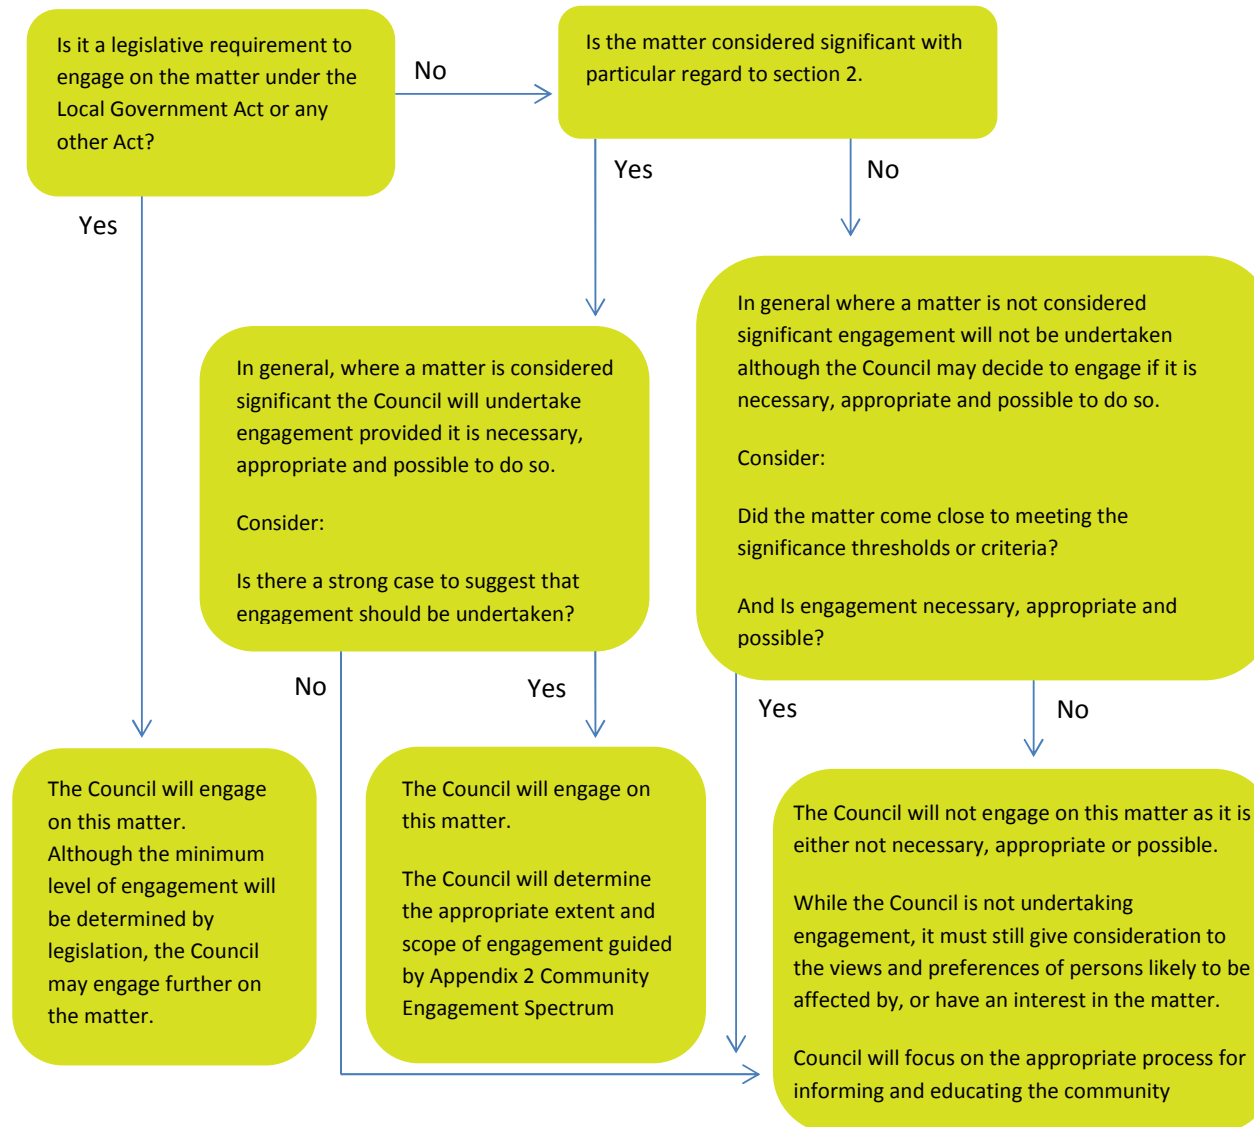 Is it a legislative requirement to
engage on the matter under the
Local Government Act or any
other Act?
No
Is the matter considered significant with
particular regard to section 2.
Yes
Yes
No
In general, where a matter is considered
significant the Council will undertake
engagement provided it is necessary,
appropriate and possible to do so.
Consider:
Is there a strong case to suggest that
engagement should be undertaken?
In general where a matter is not considered
significant engagement will not be undertaken
although the Council may decide to engage if it is
necessary, appropriate and possible to do so.
Consider:
Did the matter come close to meeting the
significance thresholds or criteria?
And Is engagement necessary, appropriate and
possible?
No
Yes
Yes
No
The Council will engage
on this matter.
Although the minimum
level of engagement will
be determined by
legislation, the Council
may engage further on
the matter.
The Council will engage on
this matter.
The Council will determine
the appropriate extent and
scope of engagement guided
by Appendix 2 Community
Engagement Spectrum
The Council will not engage on this matter as it is
either not necessary, appropriate or possible.
While the Council is not undertaking
engagement, it must still give consideration to
the views and preferences of persons likely to be
affected by, or have an interest in the matter.
Council will focus on the appropriate process for
informing and educating the community